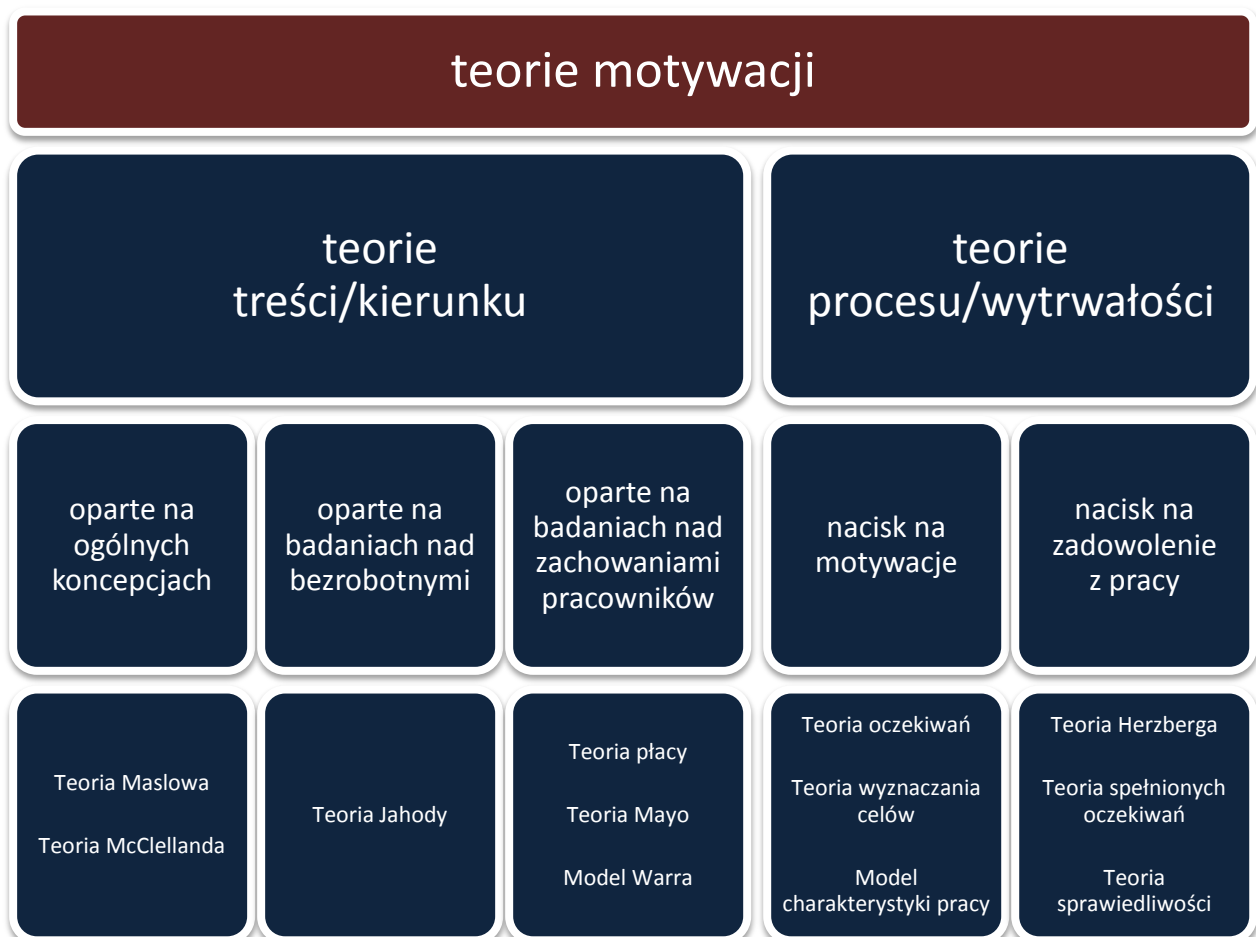 teorie motywacji
teorie
treści/kierunku
teorie
procesu/wytrwałości
oparte na
ogólnych
koncepcjach
oparte na
badaniach nad
bezrobotnymi
oparte na
badaniach nad
zachowaniami
pracowników
nacisk na
motywacje
nacisk na
zadowolenie
z pracy
Teoria Maslowa
Teoria McClellanda
Teoria Jahody
Teoria płacy
Teoria Mayo
Model Warra
Teoria oczekiwań
Teoria wyznaczania
celów
Model
charakterystyki pracy
Teoria Herzberga
Teoria spełnionych
oczekiwań
Teoria
sprawiedliwości